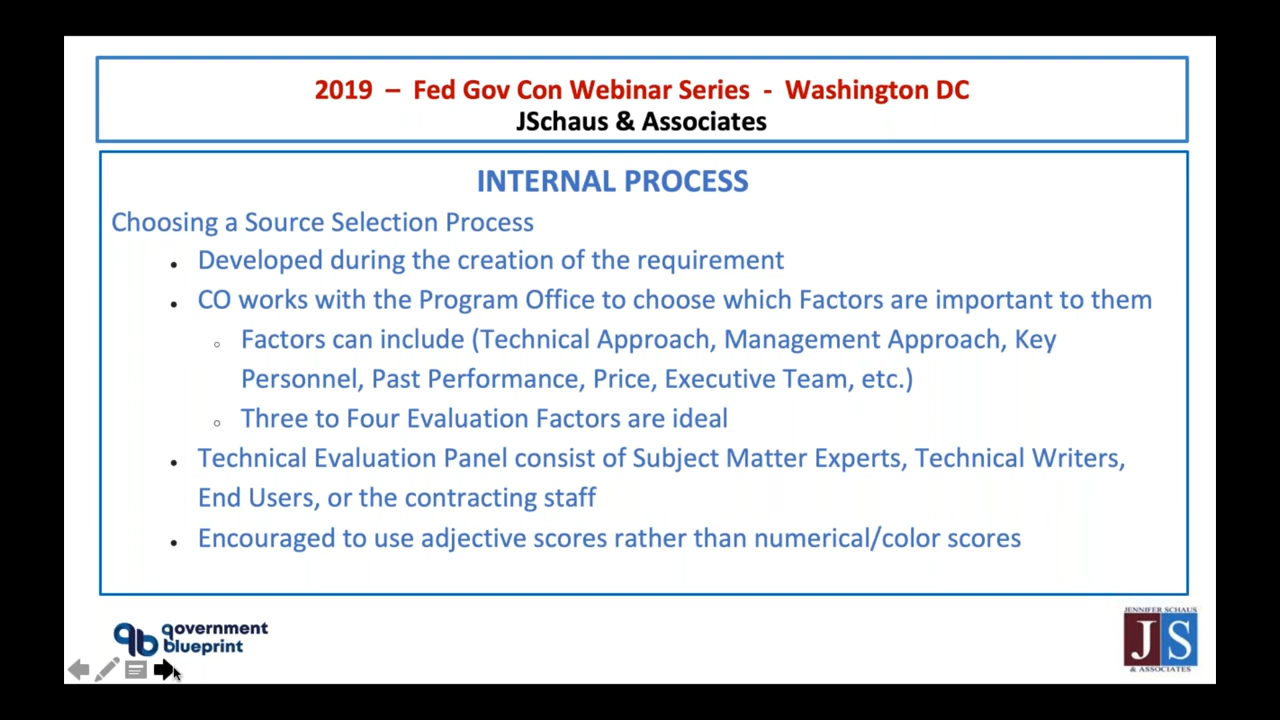 2019 – Fed Gov Con Webinar Series - Washington DC
JSchaus & Associates
INTERNAL PROCESS
Choosing a Source Selection Process
• Developed during the creation of the requirement
• CO works with the Program Office to choose which Factors are important to them
○ Factors can include (Technical Approach, Management Approach, Key
Personnel, Past Performance, Price, Executive Team, etc.)
○ Three to Four Evaluation Factors are ideal
• Technical Evaluation Panel consist of Subject Matter Experts, Technical Writers,
End Users, or the contracting staff
• Encouraged to use adjective scores rather than numerical/color scores
government
blueprint
JENNIFER SCHAUS
JS
& ASSOCIATES